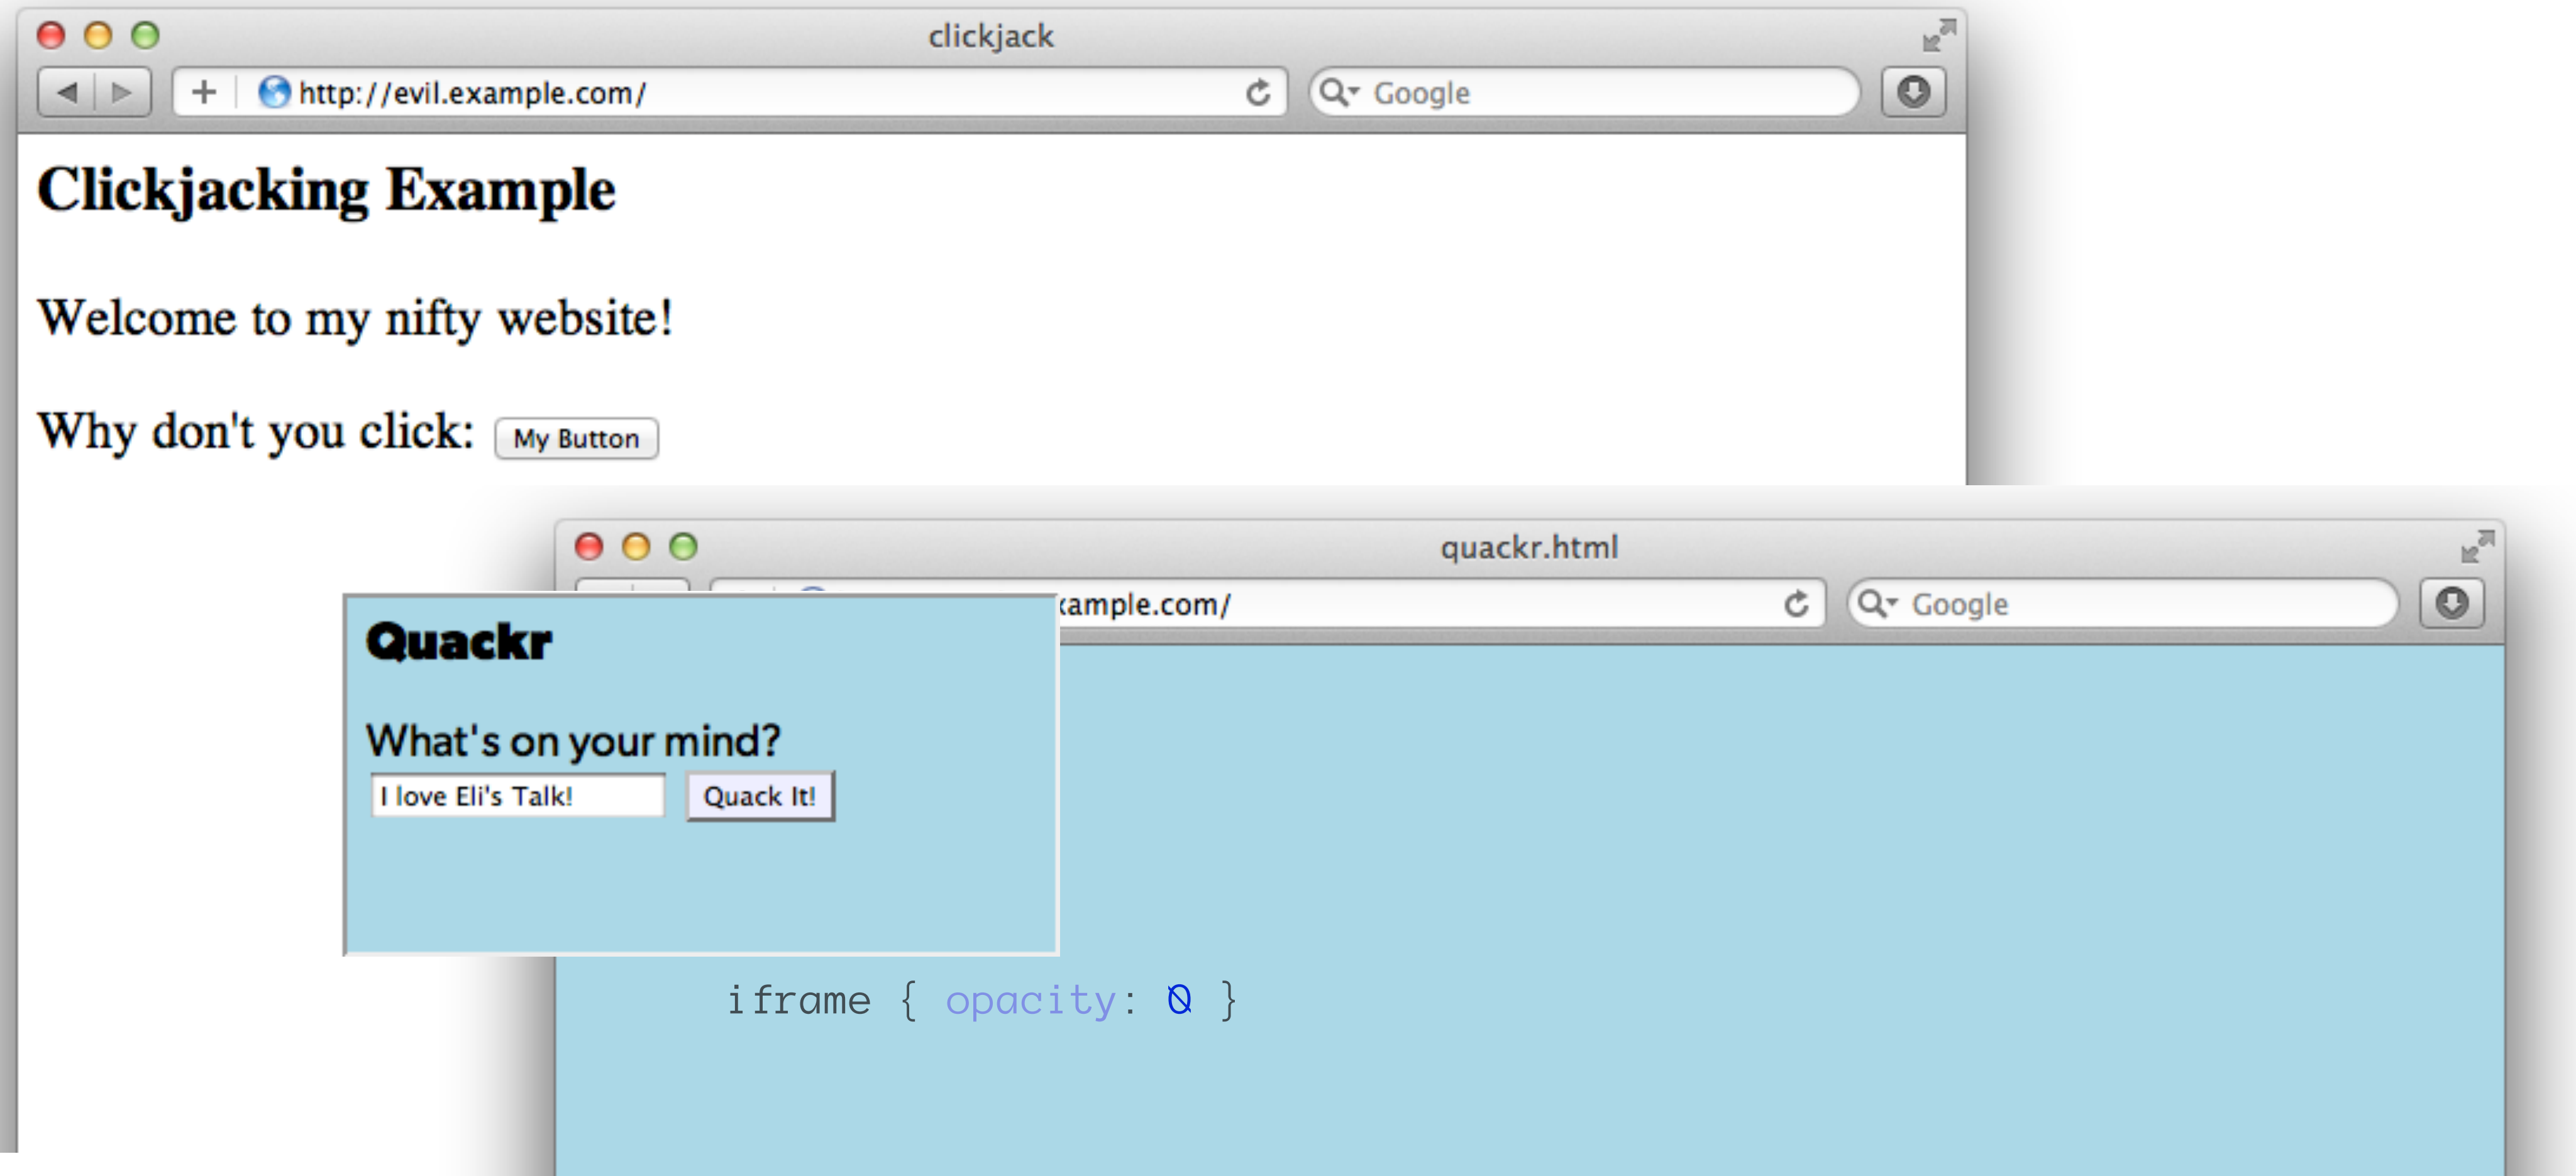 clickjack
http://evil.example.com/
Google
Clickjacking Example
Welcome to my nifty website!
Why don't you click: My Button
quackr.html
ample.com/
Google
Quackr
What's on your mind?
I love Eli's Talk! Quack It!
iframe { opacity: 0 }